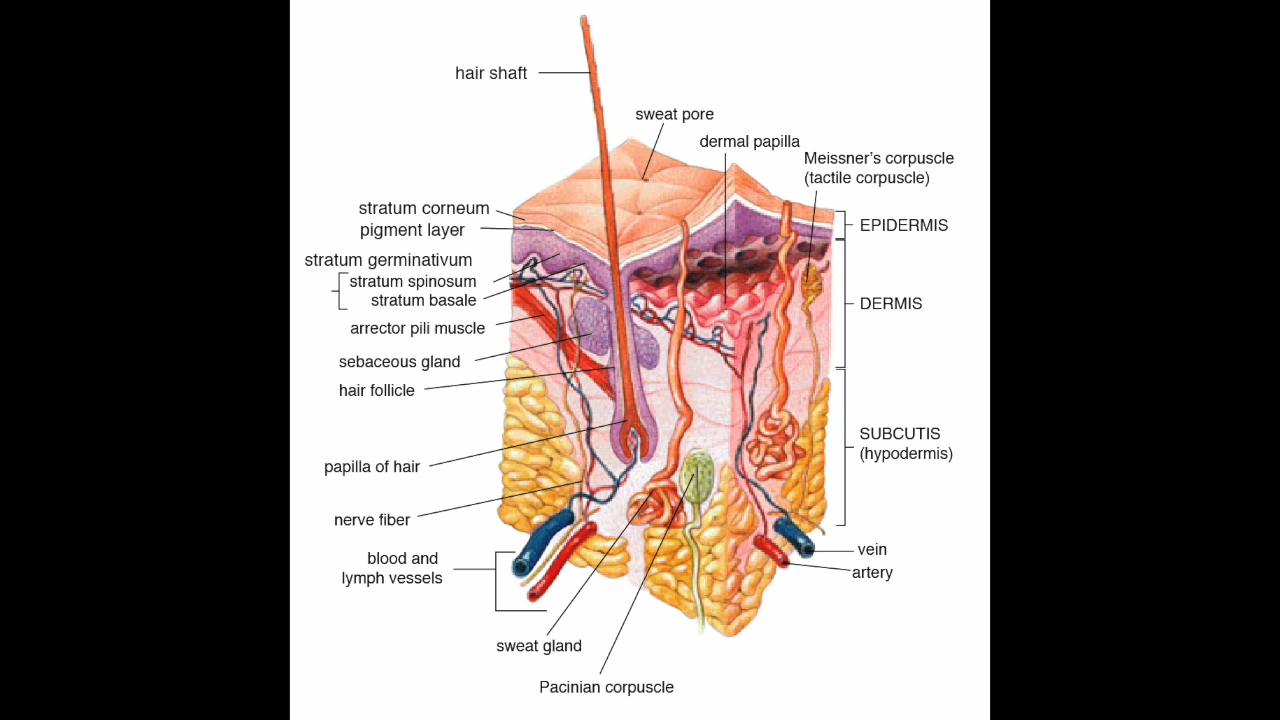 hair shaft
sweat pore
dermal papilla
Meissner's corpuscle
(tactile corpuscle)
stratum corneum
pigment layer
EPIDERMIS
stratum germinativum
stratum spinosum
stratum basale
DERMIS
arrector pili muscle
sebaceous gland
hair follicle
SUBCUTIS
(hypodermis)
papilla of hair
nerve fiber
blood and
lymph vessels
vein
artery
sweat gland
Pacinian corpuscle